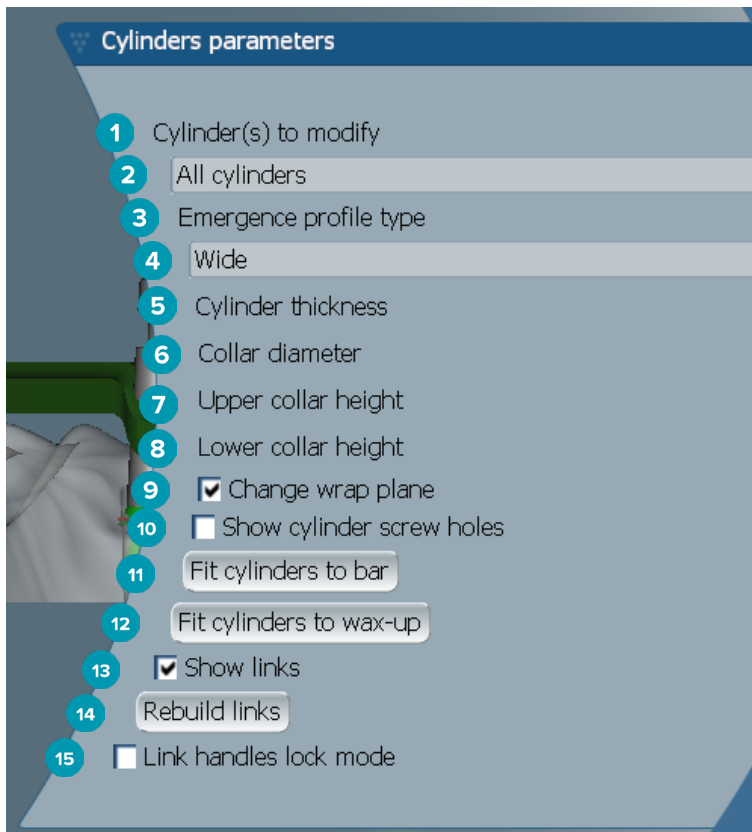 Cylinders parameters
1 Cylinder(s) to modify
2 All cylinders
3 Emergence profile type
4 Wide
5 Cylinder thickness
6 Collar diameter
7 Upper collar height
8 Lower collar height
9 Change wrap plane
10 Show cylinder screw holes
11 Fit cylinders to bar
12 Fit cylinders to wax-up
13 Show links
14 Rebuild links
15 Link handles lock mode